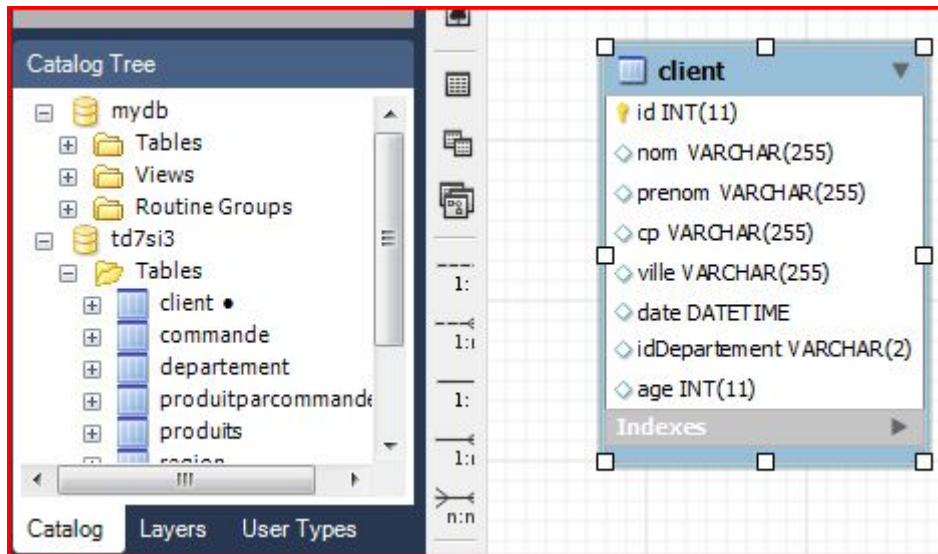 Catalog Tree
mydb
Tables
Views
Routine Groups
td7si3
Tables
client •
commande
departement
produitparcommande
produits
region
Catalog
Layers
User Types
1:
1:
1:
1:
n:n
client
id INT(11)
nom VARCHAR(255)
prenom VARCHAR(255)
cp VARCHAR(255)
ville VARCHAR(255)
date DATETIME
idDepartement VARCHAR(2)
age INT(11)
Indexes